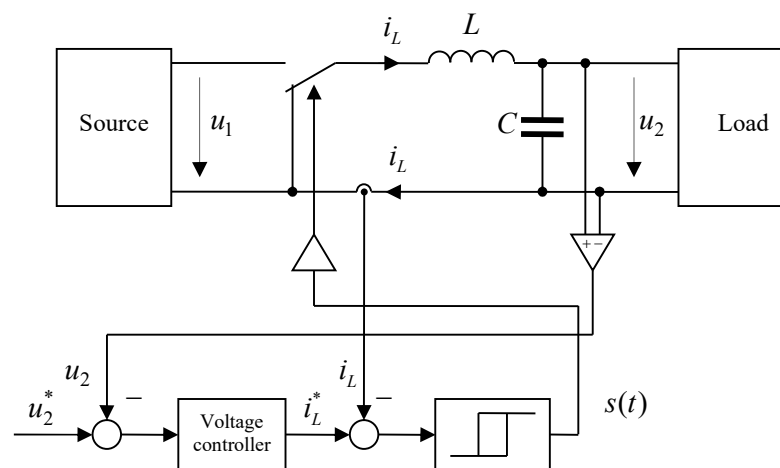 i_L
L
Source
u_1
C
u_2
Load
i_L
+ −
u_2
−
i_L
−
s(t)
u_2^*
Voltage
controller
i_L^*